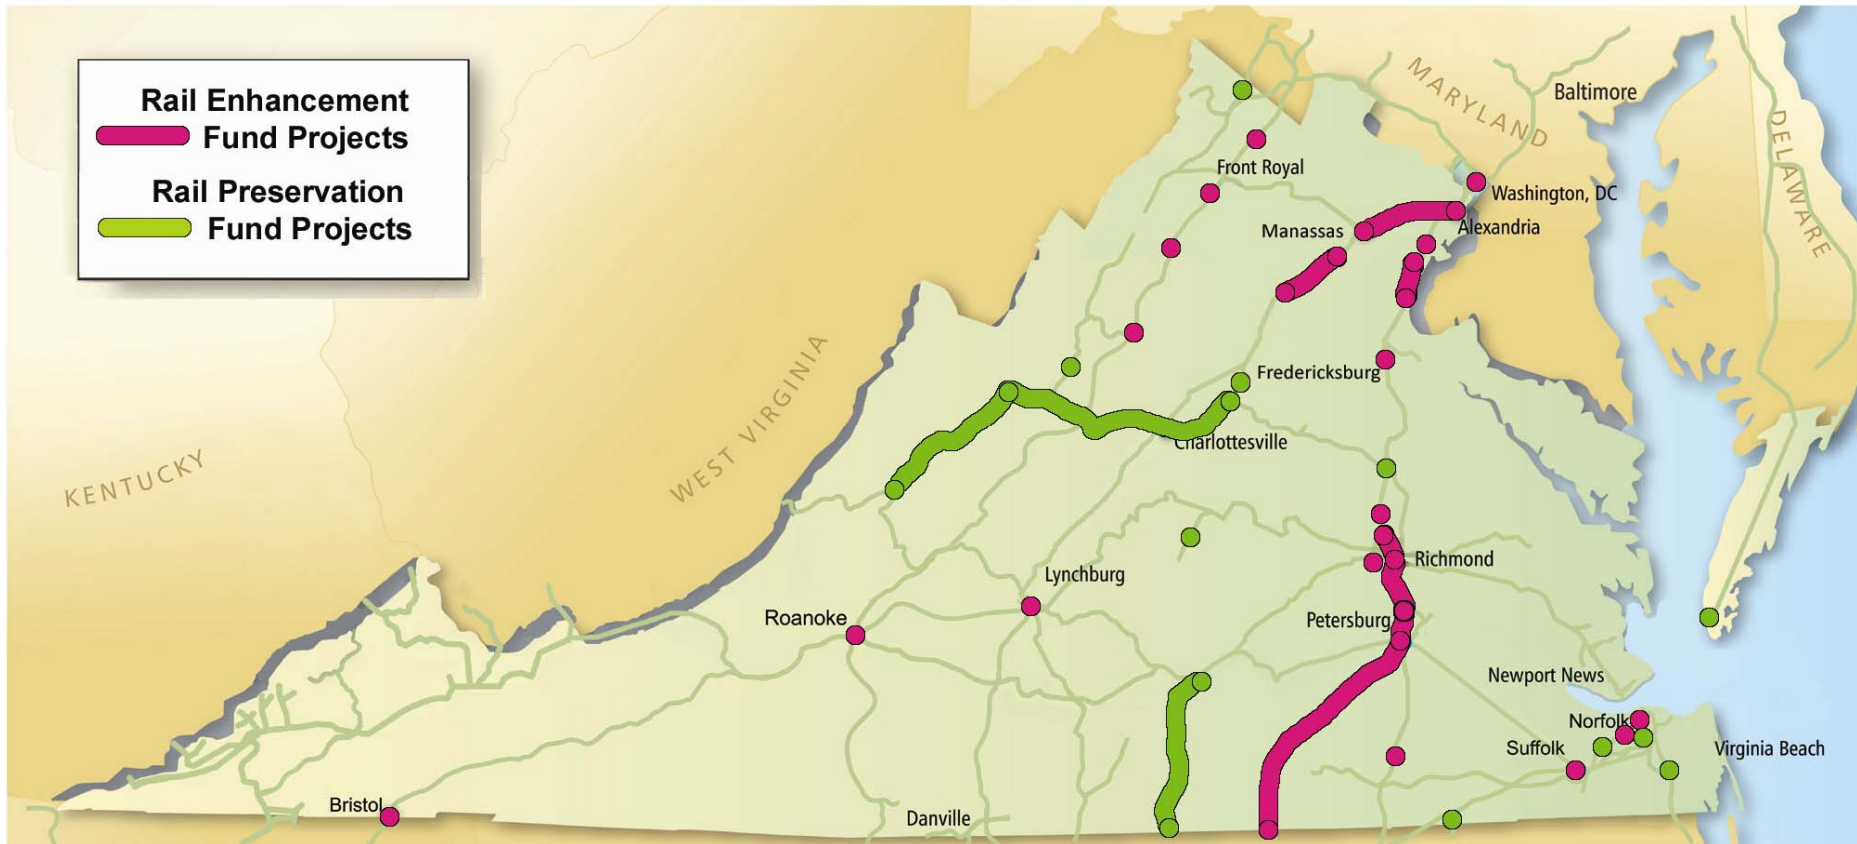 Rail Enhancement
Fund Projects
Rail Preservation
Fund Projects
MARYLAND
Baltimore
DELAWARE
Front Royal
Washington, DC
Manassas
Alexandria
WEST VIRGINIA
Fredericksburg
KENTUCKY
Charlottesville
Richmond
Lynchburg
Roanoke
Petersburg
Newport News
Norfolk
Suffolk
Virginia Beach
Bristol
Danville